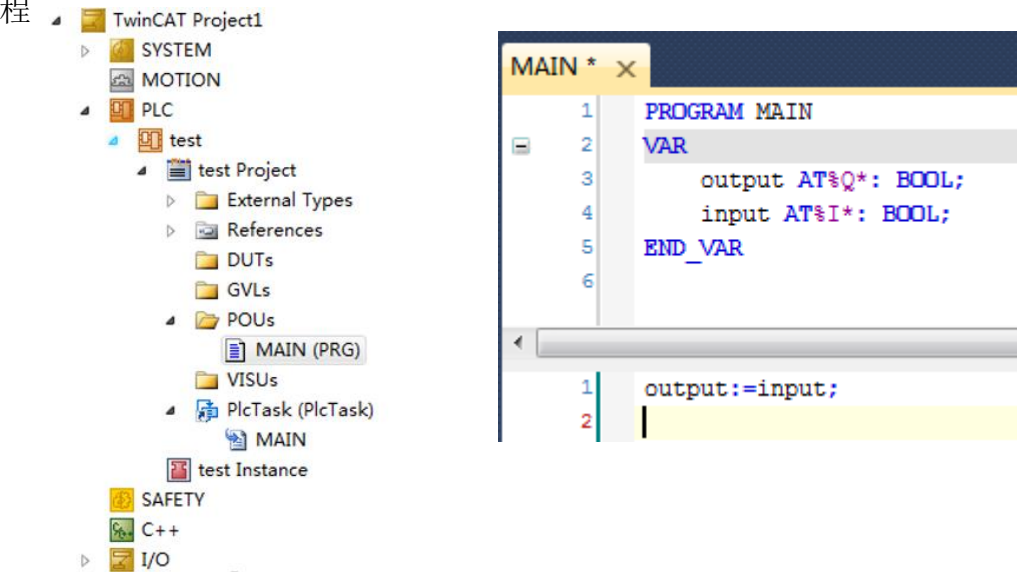 程
TwinCAT Project1
SYSTEM
MOTION
PLC
test
test Project
External Types
References
DUTs
GVLs
POUs
MAIN (PRG)
VISUs
PlcTask (PlcTask)
MAIN
test Instance
SAFETY
C++
I/O
MAIN *
1 PROGRAM MAIN
2 VAR
3 output AT%Q*: BOOL;
4 input AT%I*: BOOL;
5 END_VAR
6
1 output:=input;
2